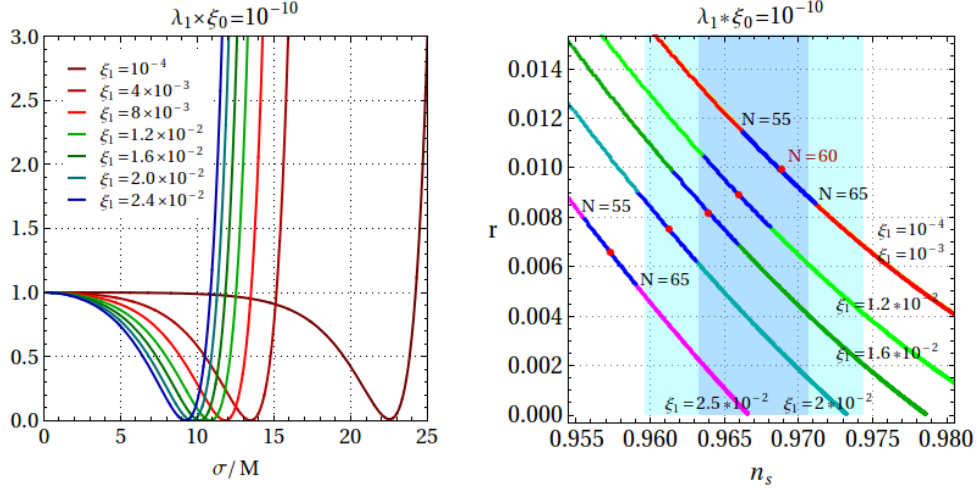 λ₁×ξ₀=10⁻¹⁰
3.0
2.5
2.0
1.5
1.0
0.5
0.0
ξ₁=10⁻⁴
ξ₁=4×10⁻³
ξ₁=8×10⁻³
ξ₁=1.2×10⁻²
ξ₁=1.6×10⁻²
ξ₁=2.0×10⁻²
ξ₁=2.4×10⁻²
0 5 10 15 20 25
σ/M
λ₁*ξ₀=10⁻¹⁰
r
0.014
0.012
0.010
0.008
0.006
0.004
0.002
0.000
N=55
N=60
N=65
N=55
N=65
ξ₁=10⁻⁴
ξ₁=10⁻³
ξ₁=1.2*10⁻²
ξ₁=1.6*10⁻²
ξ₁=2.5*10⁻² ξ₁=2*10⁻²
0.955 0.960 0.965 0.970 0.975 0.980
nₛ